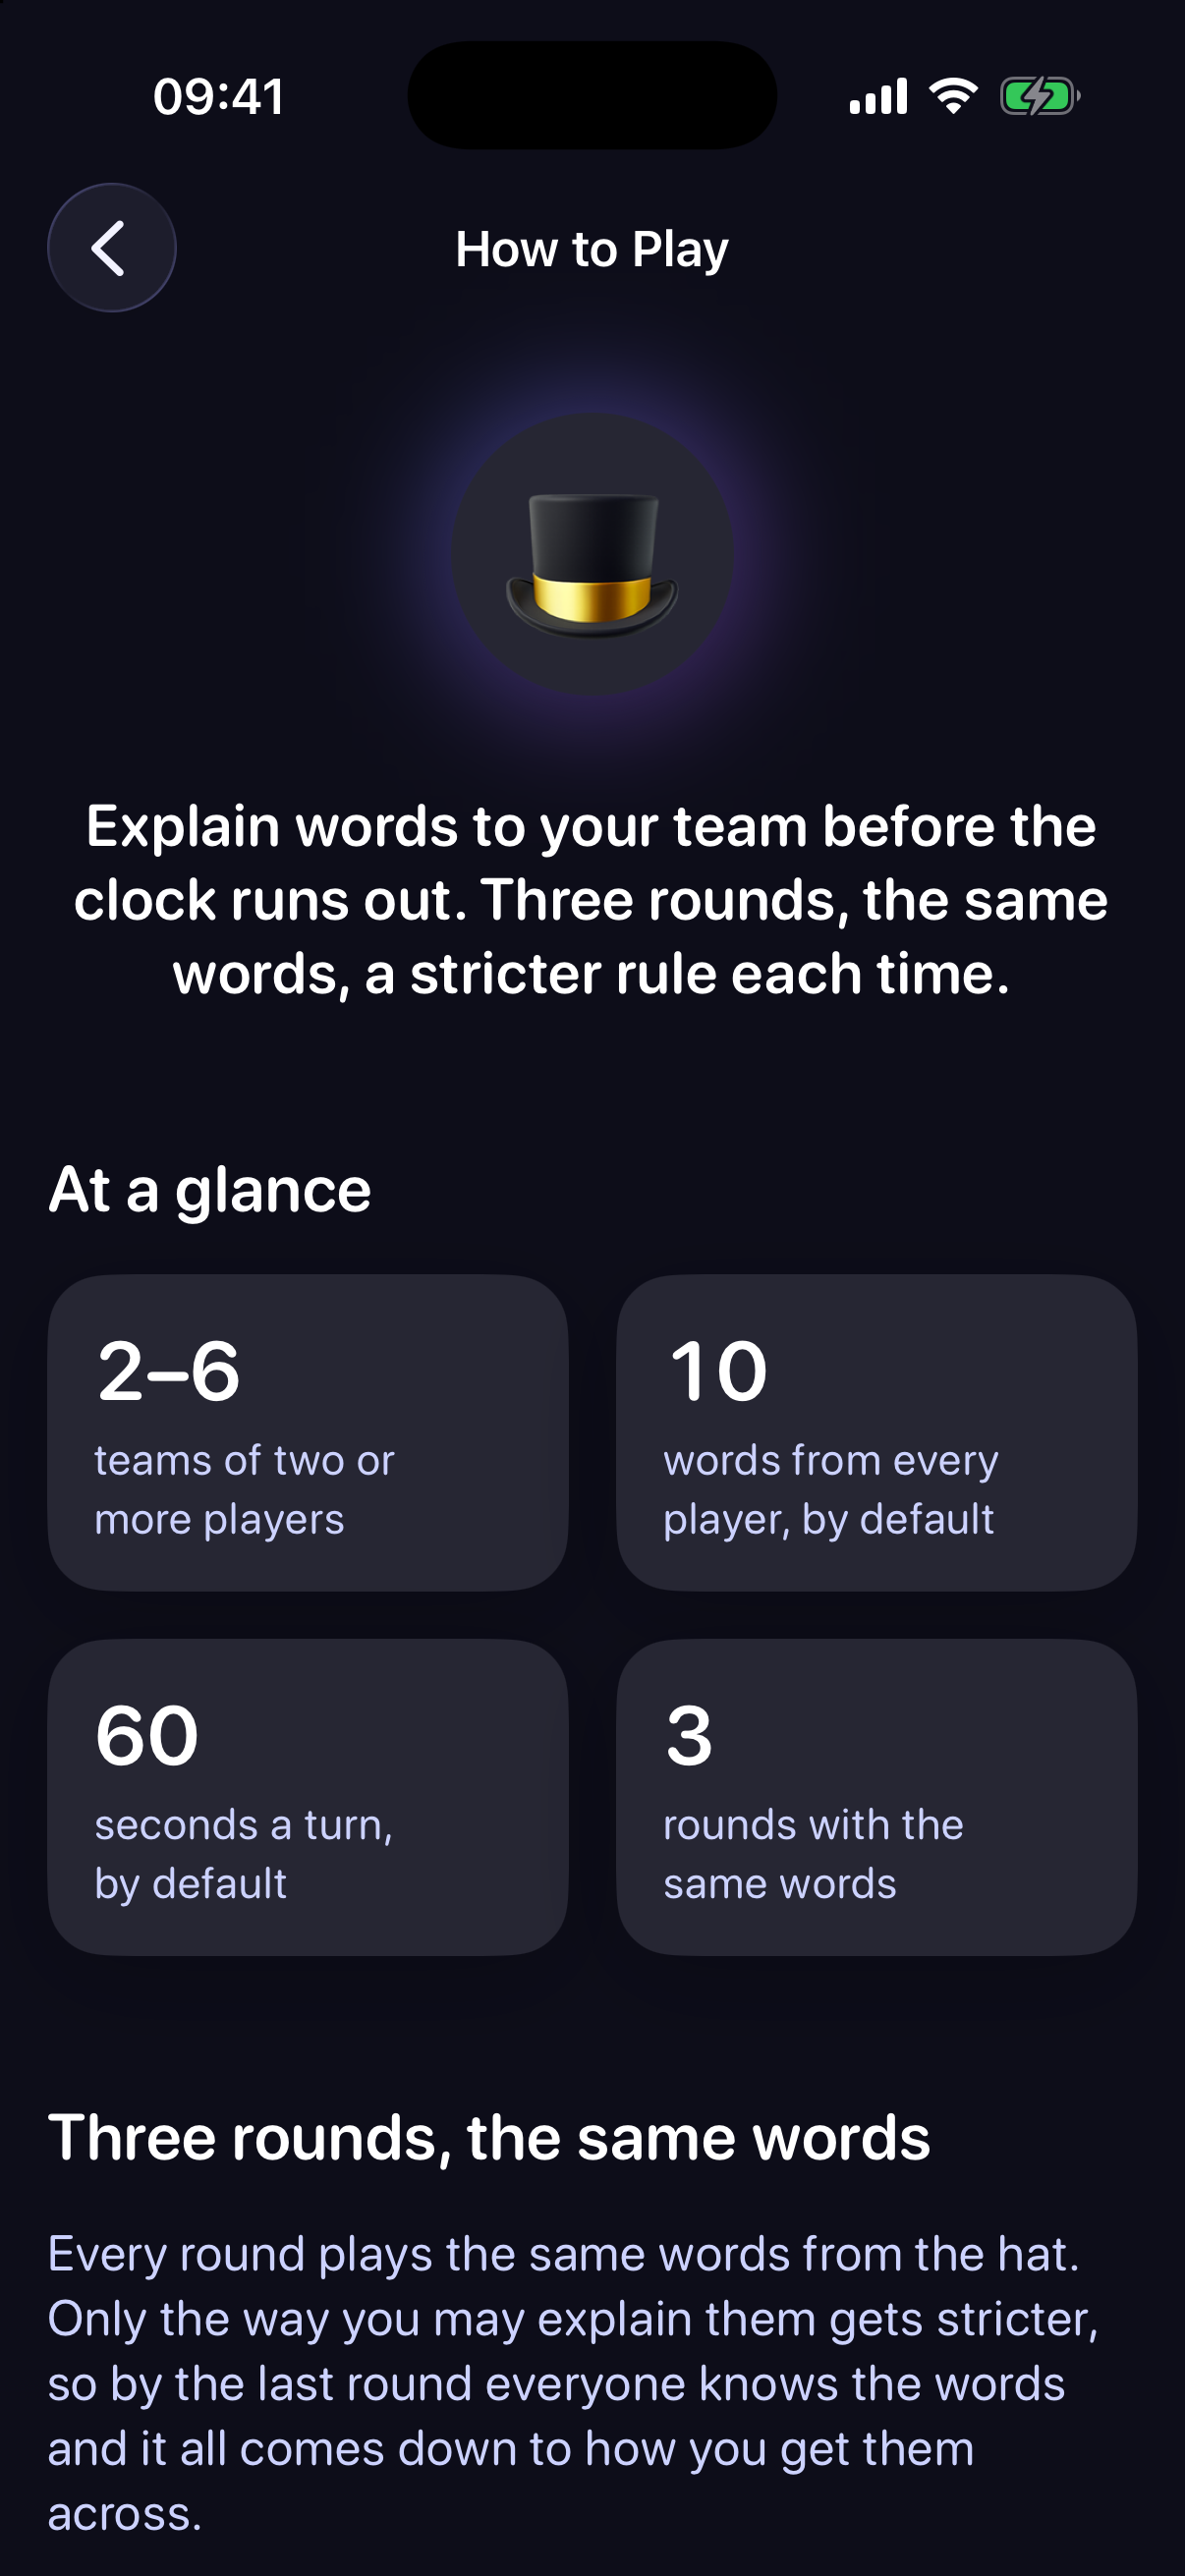 09:41
How to Play
Explain words to your team before the
clock runs out. Three rounds, the same
words, a stricter rule each time.
At a glance
2–6
teams of two or
more players
10
words from every
player, by default
60
seconds a turn,
by default
3
rounds with the
same words
Three rounds, the same words
Every round plays the same words from the hat.
Only the way you may explain them gets stricter,
so by the last round everyone knows the words
and it all comes down to how you get them
across.